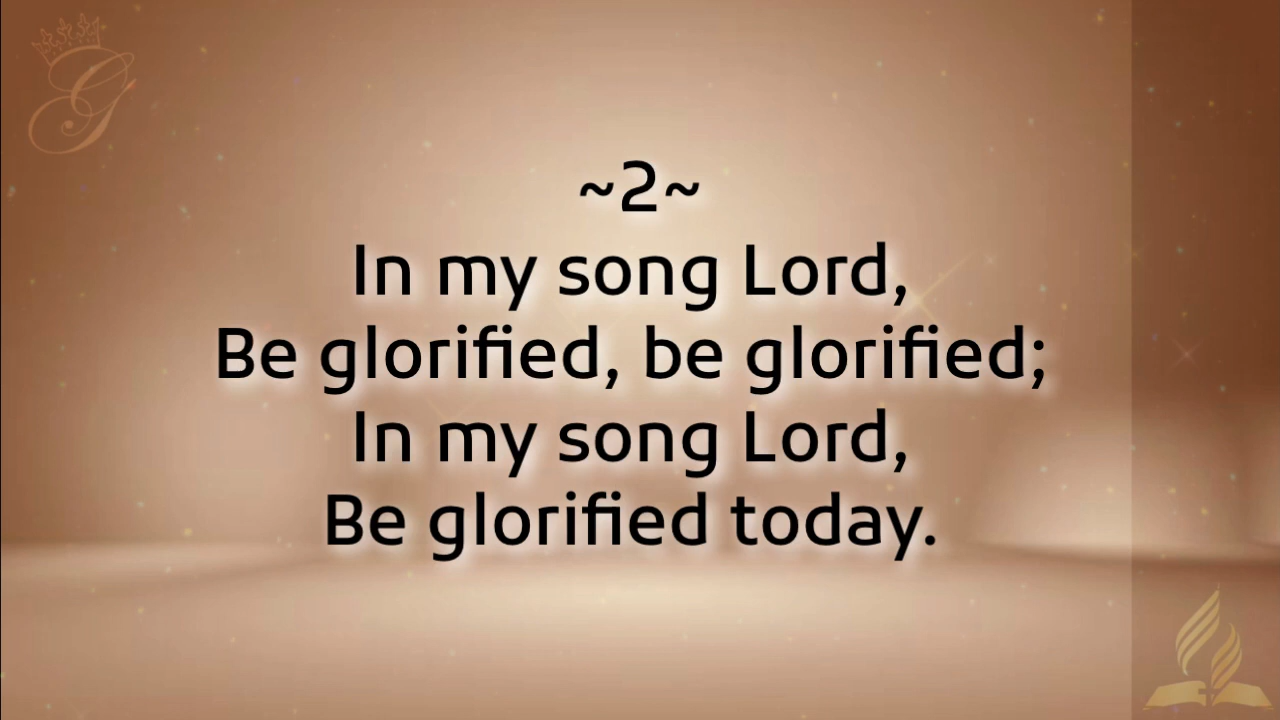 G
~2~
In my song Lord,
Be glorified, be glorified;
In my song Lord,
Be glorified today.